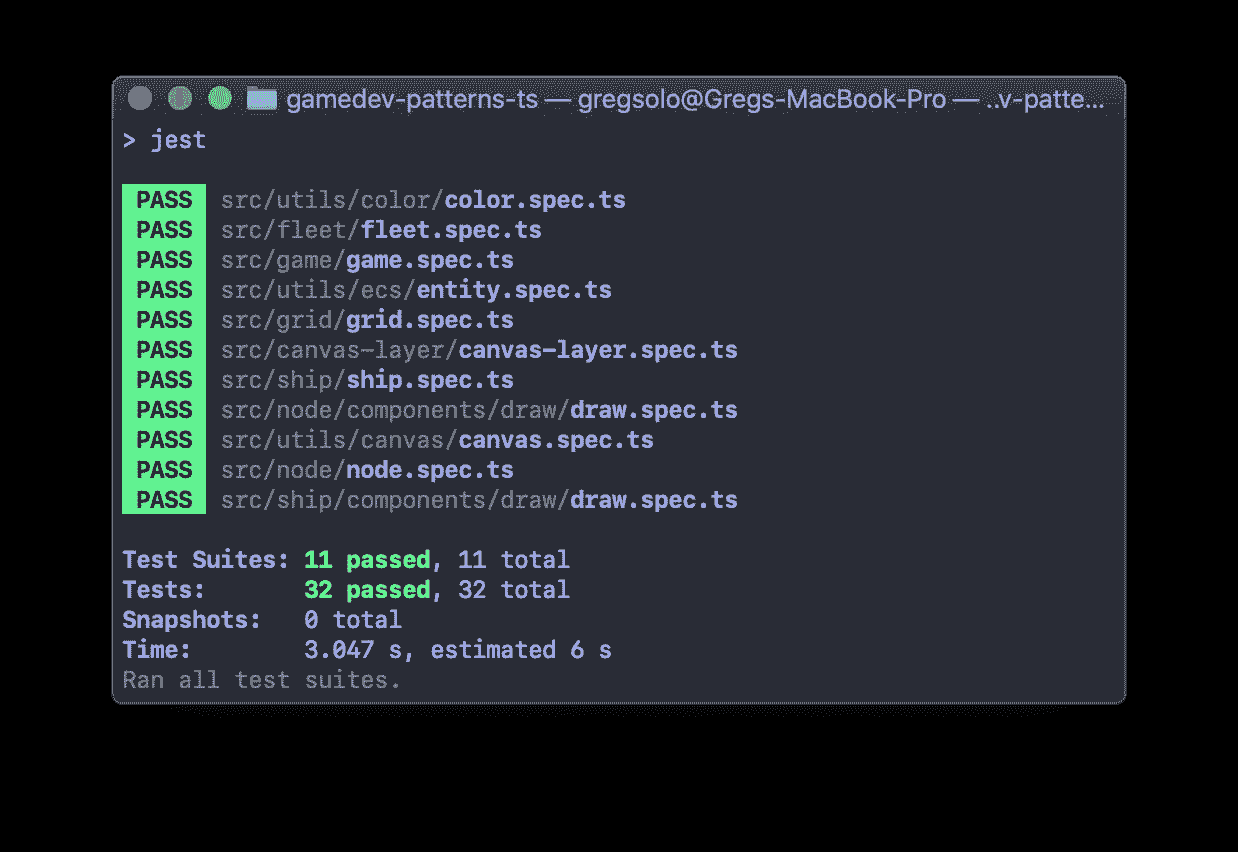 gamedev-patterns-ts — gregsolo@Gregs-MacBook-Pro — ..v-patte...
> jest
PASS src/utils/color/color.spec.ts
PASS src/fleet/fleet.spec.ts
PASS src/game/game.spec.ts
PASS src/utils/ecs/entity.spec.ts
PASS src/grid/grid.spec.ts
PASS src/canvas-layer/canvas-layer.spec.ts
PASS src/ship/ship.spec.ts
PASS src/node/components/draw/draw.spec.ts
PASS src/utils/canvas/canvas.spec.ts
PASS src/node/node.spec.ts
PASS src/ship/components/draw/draw.spec.ts
Test Suites: 11 passed, 11 total
Tests: 32 passed, 32 total
Snapshots: 0 total
Time: 3.047 s, estimated 6 s
Ran all test suites.